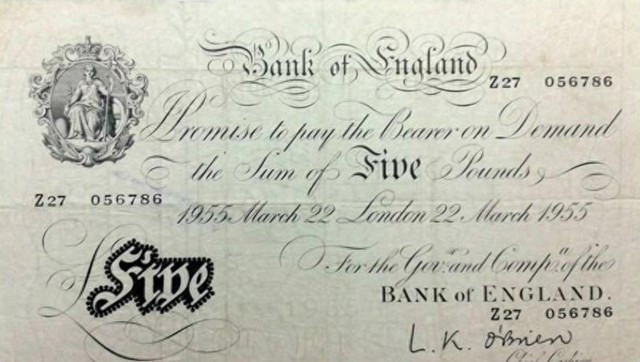 Bank of England
Z27 056786
I Promise to pay the Bearer on Demand
the Sum of Five Pounds
Z27 056786
1955 March 22 London 22 March 1955
For the Govr. and Compa. of the
BANK of ENGLAND.
£ Five
Z27 056786
L.K. O'Brien